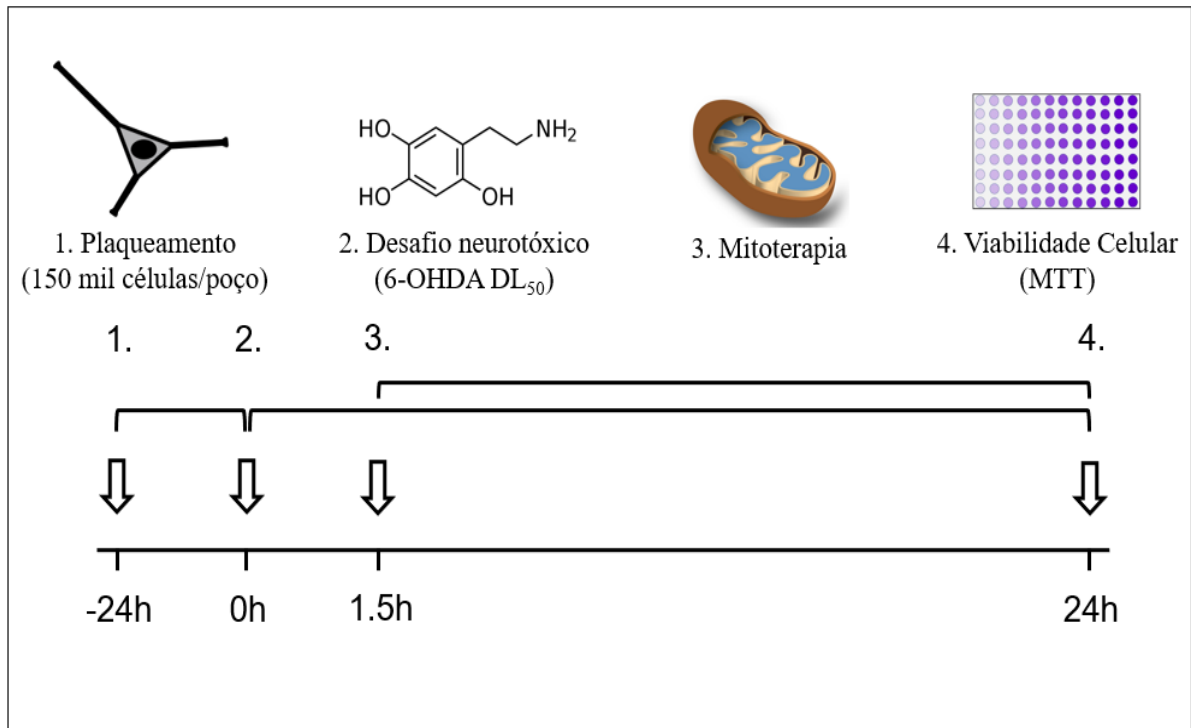 HO
NH2
HO
OH
1. Plaqueamento
(150 mil células/poço)
2. Desafio neurotóxico
(6-OHDA DL50)
3. Mitoterapia
4. Viabilidade Celular
(MTT)
1.
2.
3.
4.
-24h
0h
1.5h
24h